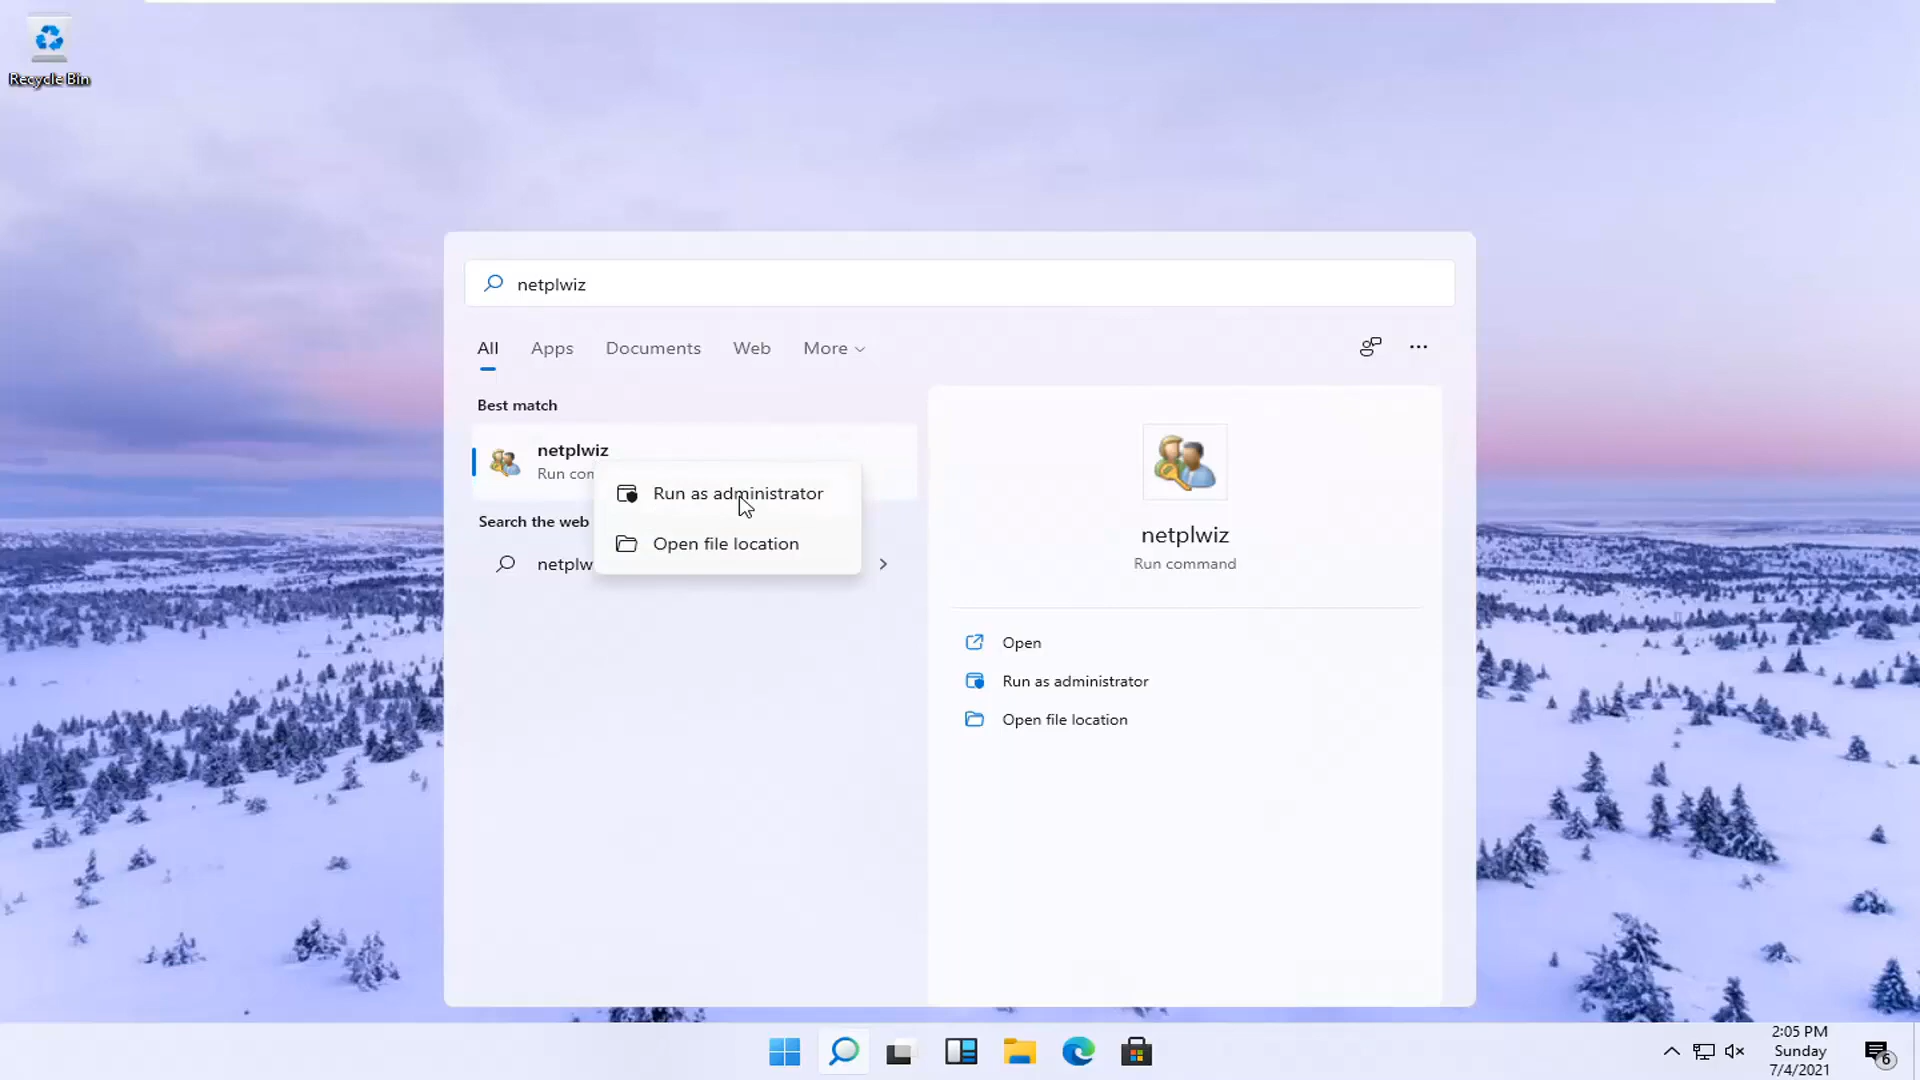 Recycle Bin
netplwiz
All Apps Documents Web More
Best match
netplwiz
Run com
Run as administrator
Open file location
Search the web
netplw
netplwiz
Run command
Open
Run as administrator
Open file location
2:05 PM
Sunday
7/4/2021
6